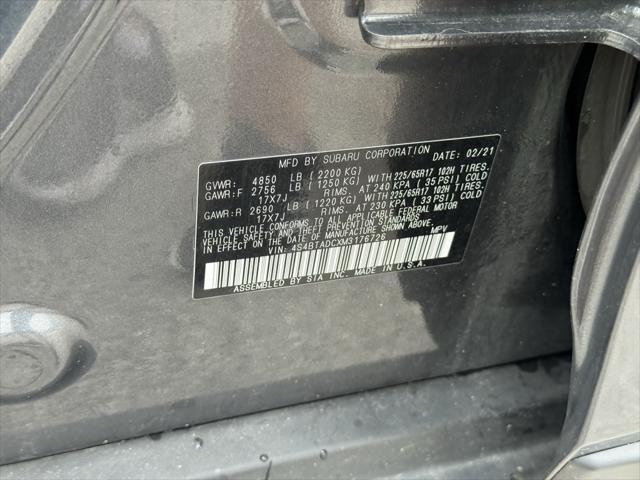 MFD BY SUBARU CORPORATION DATE: 02/21
GVWR: 4850 LB ( 2200 KG)
GAWR:F 2756 LB ( 1250 KG) WITH 225/65R17 102H TIRES.
17X7J RIMS. AT 240 KPA ( 35 PSI) COLD
GAWR:R 2690 LB ( 1220 KG) WITH 225/65R17 102H TIRES.
17X7J RIMS. AT 230 KPA ( 33 PSI) COLD
THIS VEHICLE CONFORMS TO ALL APPLICABLE FEDERAL MOTOR
VEHICLE SAFETY AND THEFT PREVENTION STANDARDS
IN EFFECT ON THE DATE OF MANUFACTURE SHOWN ABOVE.
VIN: 4S4BTADCXM3176726 MPV
ASSEMBLED BY SIA INC. MADE IN U.S.A.